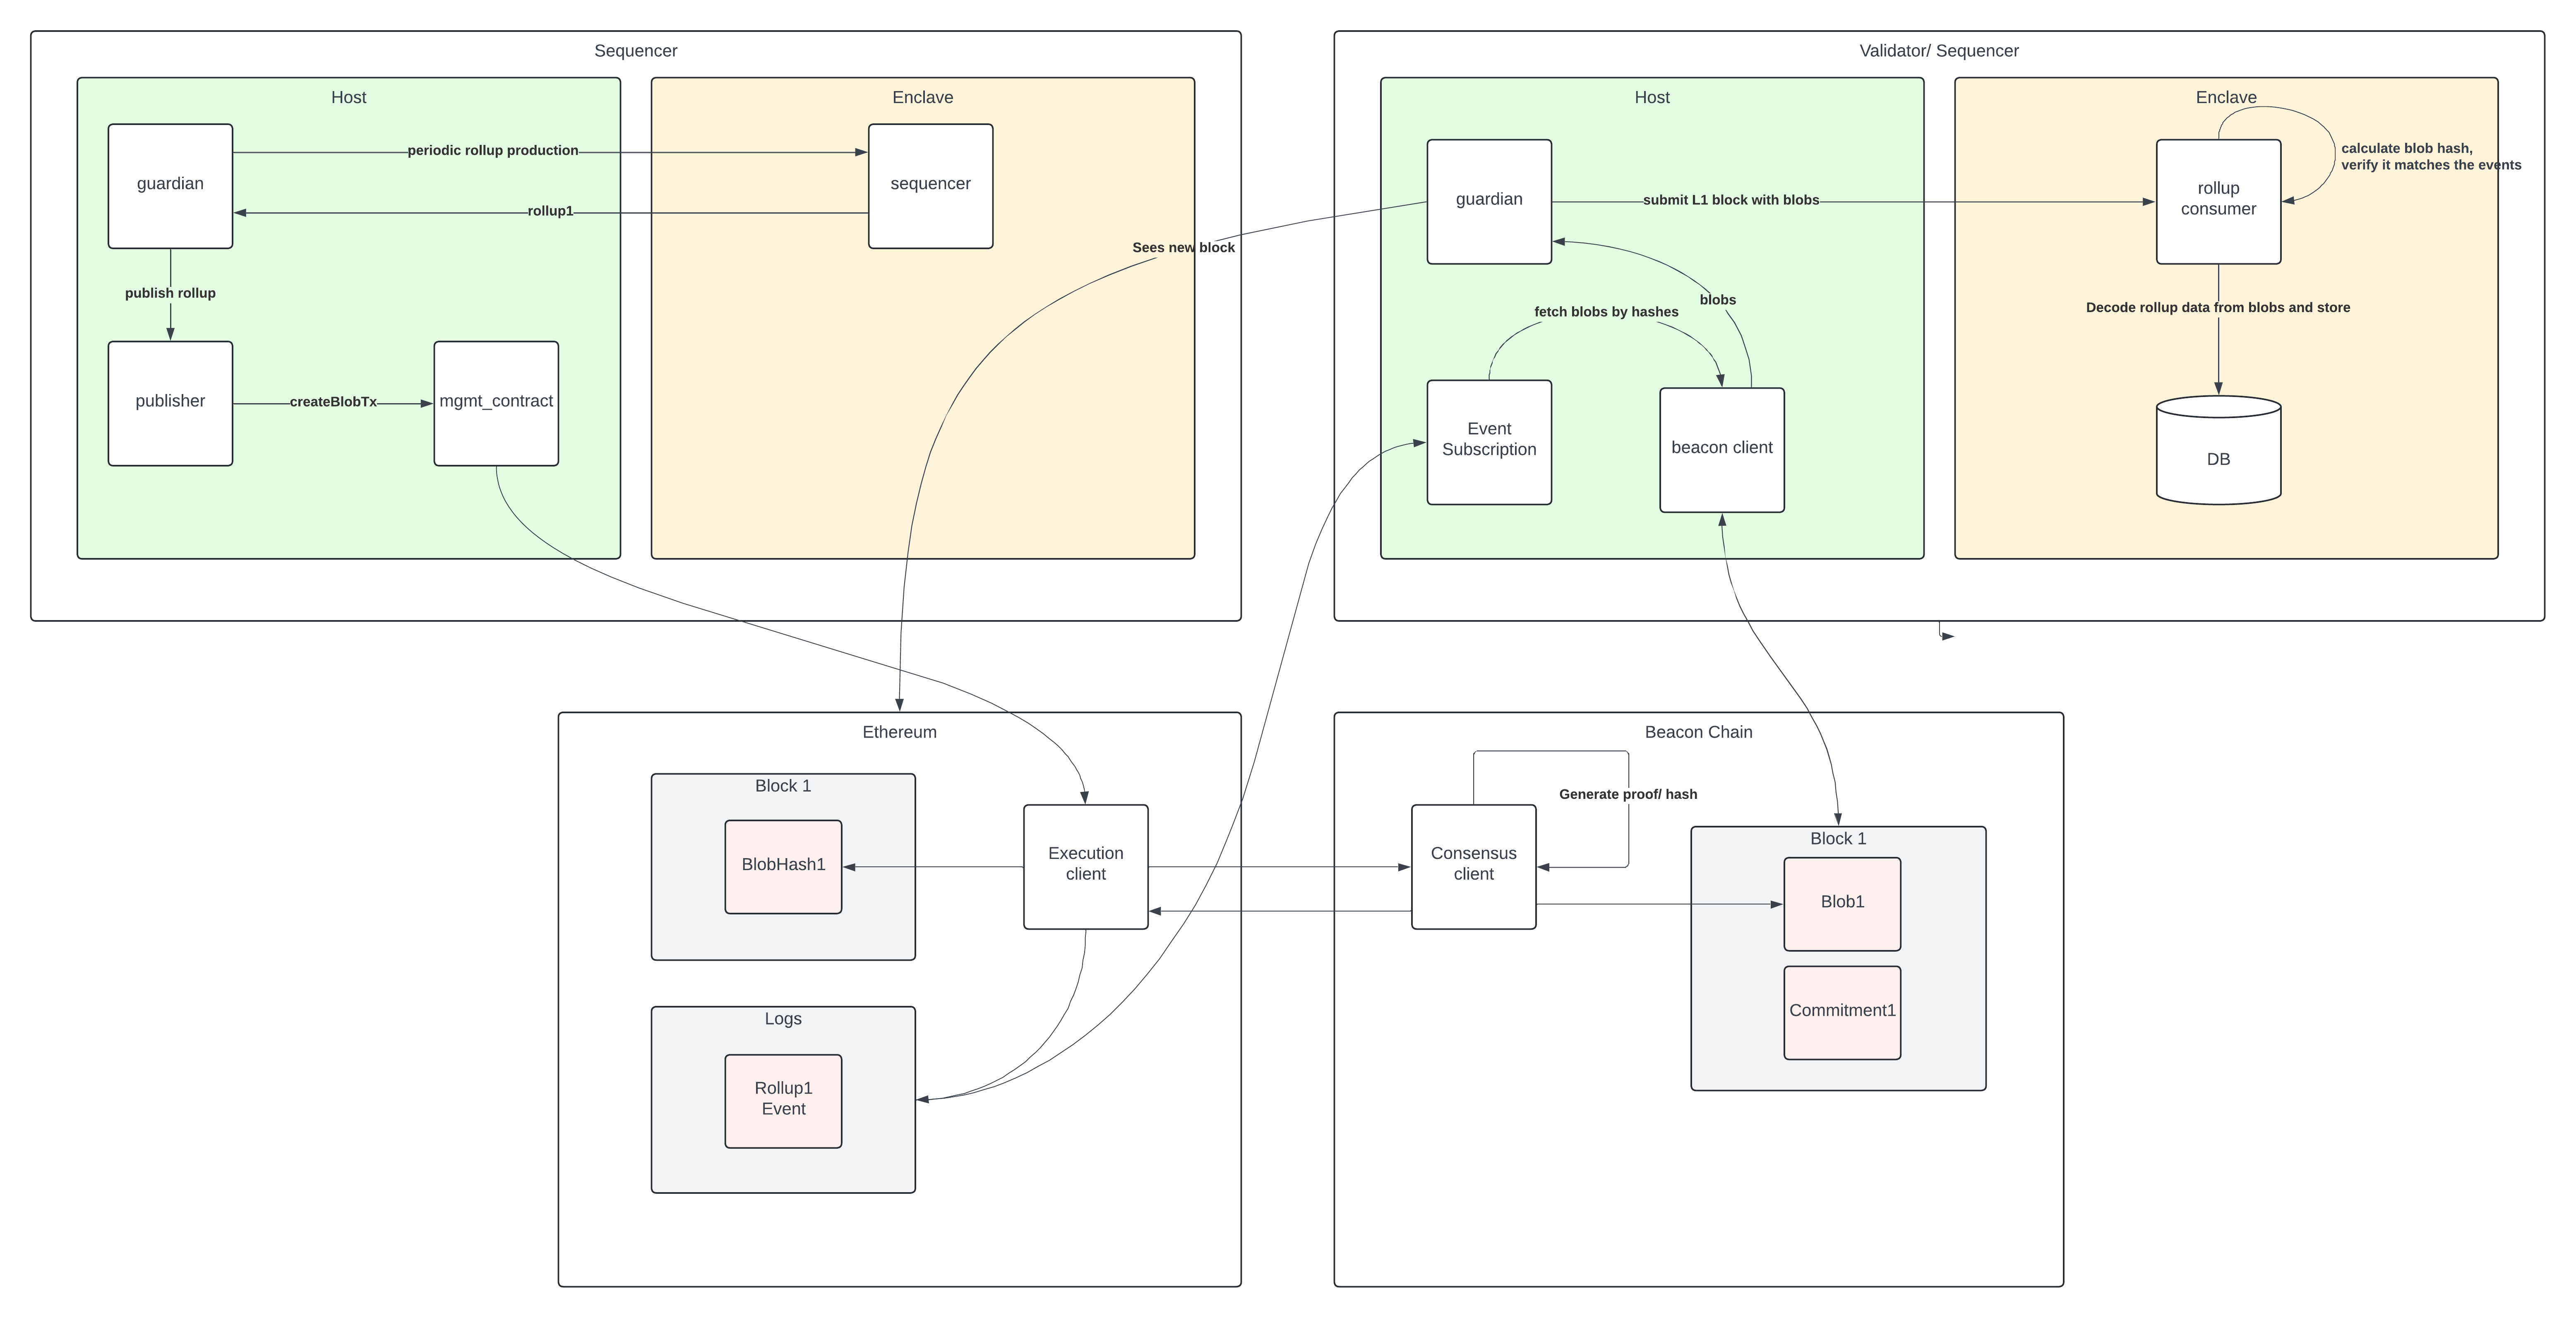 Sequencer
Host
guardian
periodic rollup production
rollup1
publish rollup
publisher
createBlobTx
mgmt_contract
Enclave
sequencer
Sees new block
Validator/ Sequencer
Host
guardian
submit L1 block with blobs
blobs
fetch blobs by hashes
Event
Subscription
beacon client
Enclave
rollup
consumer
calculate blob hash,
verify it matches the events
Decode rollup data from blobs and store
DB
Ethereum
Block 1
BlobHash1
Execution
client
Logs
Rollup1
Event
Beacon Chain
Generate proof/ hash
Consensus
client
Block 1
Blob1
Commitment1